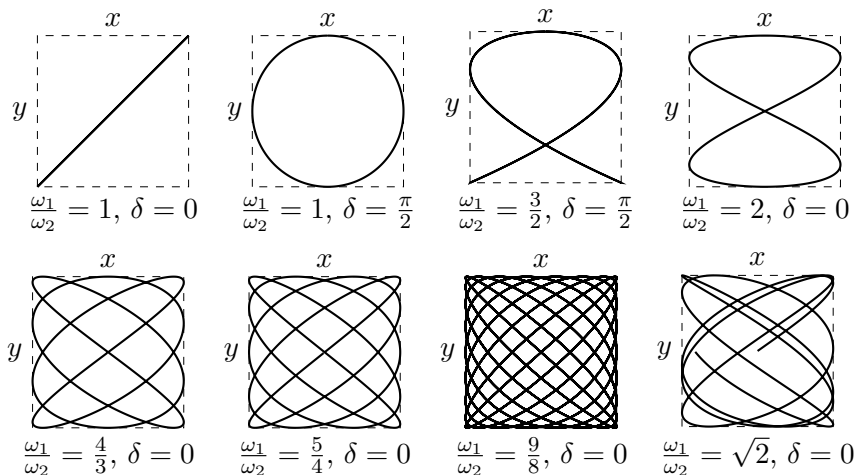 x x x x
y y y y
ω₁/ω₂ = 1, δ = 0 ω₁/ω₂ = 1, δ = π/2 ω₁/ω₂ = 3/2, δ = π/2 ω₁/ω₂ = 2, δ = 0
x x x x
y y y y
ω₁/ω₂ = 4/3, δ = 0 ω₁/ω₂ = 5/4, δ = 0 ω₁/ω₂ = 9/8, δ = 0 ω₁/ω₂ = √2, δ = 0